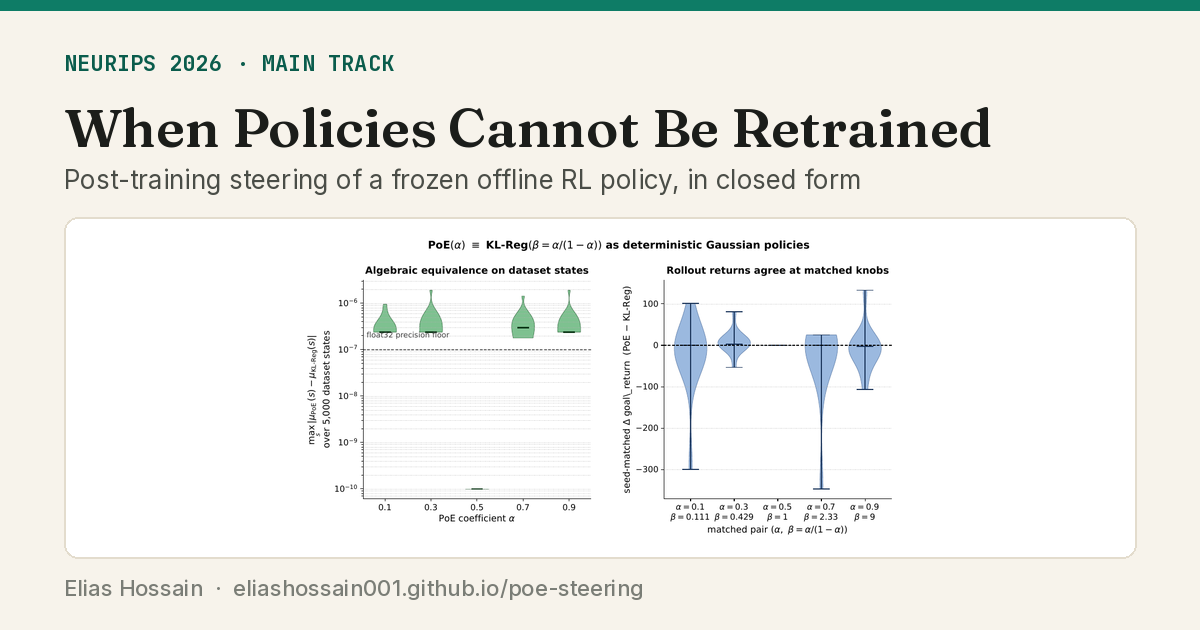 NEURIPS 2026 · MAIN TRACK
When Policies Cannot Be Retrained
Post-training steering of a frozen offline RL policy, in closed form
PoE(α) ≡ KL-Reg(β = α/(1 − α)) as deterministic Gaussian policies
Algebraic equivalence on dataset states
max_s |μ_PoE(s) − μ_KL-Reg(s)|
over 5,000 dataset states
10⁻⁶
float32 precision floor
10⁻⁷
10⁻⁸
10⁻⁹
10⁻¹⁰
0.1 0.3 0.5 0.7 0.9
PoE coefficient α
Rollout returns agree at matched knobs
seed-matched Δ goal\_return (PoE − KL-Reg)
100
0
−100
−200
−300
α = 0.1 α = 0.3 α = 0.5 α = 0.7 α = 0.9
β = 0.111 β = 0.429 β = 1 β = 2.33 β = 9
matched pair (α, β = α/(1 − α))
Elias Hossain · eliashossain001.github.io/poe-steering